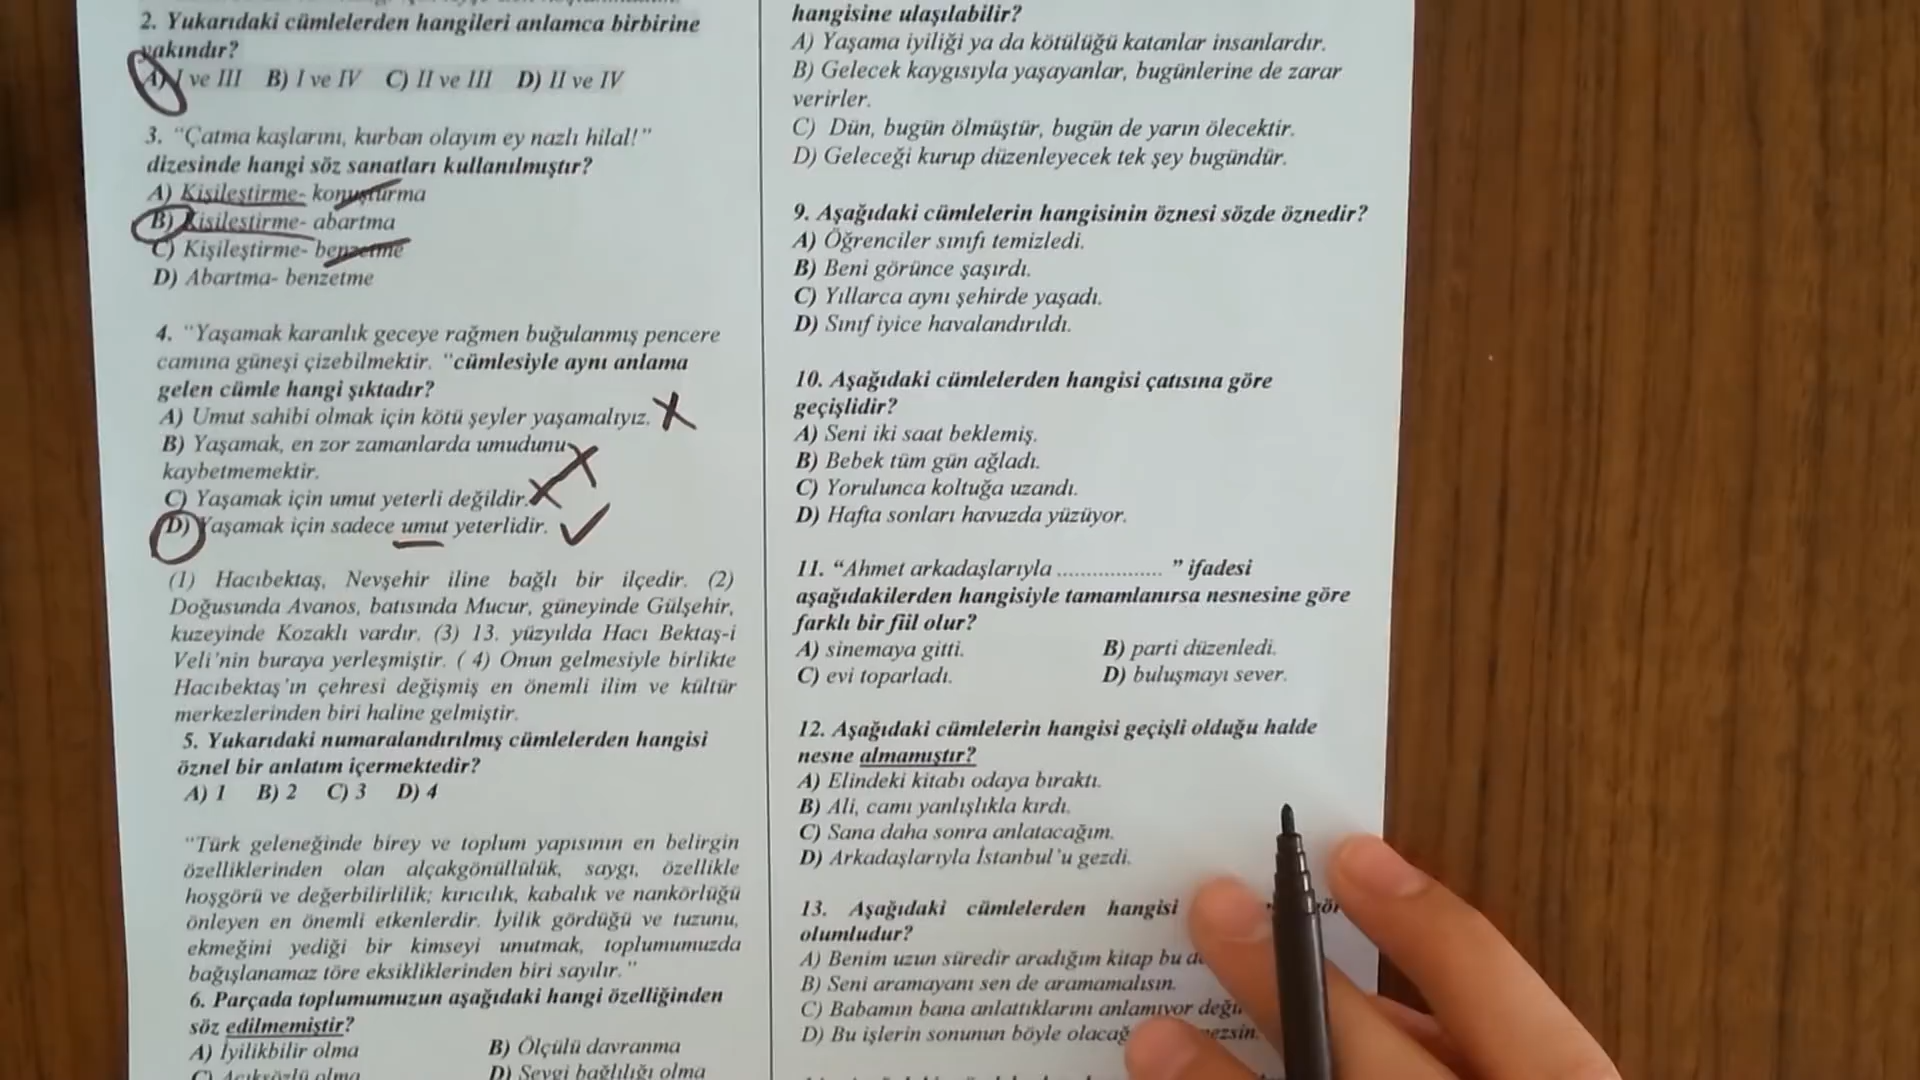 2. Yukarıdaki cümlelerden hangileri anlamca birbirine
yakındır?
A) I ve III B) I ve IV C) II ve III D) II ve IV
3. “Çatma kaşlarını, kurban olayım ey nazlı hilal!”
dizesinde hangi söz sanatları kullanılmıştır?
A) Kişileştirme- konuşturma
B) Kişileştirme- abartma
C) Kişileştirme- benzetme
D) Abartma- benzetme
4. “Yaşamak karanlık geceye rağmen buğulanmış pencere
camına güneşi çizebilmektir. “cümlesiyle aynı anlama
gelen cümle hangi şıktadır?
A) Umut sahibi olmak için kötü şeyler yaşamalıyız.
B) Yaşamak, en zor zamanlarda umudunu
kaybetmemektir.
C) Yaşamak için umut yeterli değildir.
D) Yaşamak için sadece umut yeterlidir.
(1) Hacıbektaş, Nevşehir iline bağlı bir ilçedir. (2)
Doğusunda Avanos, batısında Mucur, güneyinde Gülşehir,
kuzeyinde Kozaklı vardır. (3) 13. yüzyılda Hacı Bektaş-i
Veli’nin buraya yerleşmiştir. ( 4) Onun gelmesiyle birlikte
Hacıbektaş’ın çehresi değişmiş en önemli ilim ve kültür
merkezlerinden biri haline gelmiştir.
5. Yukarıdaki numaralandırılmış cümlelerden hangisi
öznel bir anlatım içermektedir?
A) 1 B) 2 C) 3 D) 4
“Türk geleneğinde birey ve toplum yapısının en belirgin
özelliklerinden olan alçakgönüllülük, saygı, özellikle
hoşgörü ve değerbilirlilik; kırıcılık, kabalık ve nankörlüğü
önleyen en önemli etkenlerdir. İyilik gördüğü ve tuzunu,
ekmeğini yediği bir kimseyi unutmak, toplumumuzda
bağışlanamaz töre eksikliklerinden biri sayılır.”
6. Parçada toplumumuzun aşağıdaki hangi özelliğinden
söz edilmemiştir?
A) İyilikbilir olma B) Ölçülü davranma
C) Açıksözlü olma D) Sevgi bağlılığı olma
hangisine ulaşılabilir?
A) Yaşama iyiliği ya da kötülüğü katanlar insanlardır.
B) Gelecek kaygısıyla yaşayanlar, bugünlerine de zarar
verirler.
C) Dün, bugün ölmüştür, bugün de yarın ölecektir.
D) Geleceği kurup düzenleyecek tek şey bugündür.
9. Aşağıdaki cümlelerin hangisinin öznesi sözde öznedir?
A) Öğrenciler sınıfı temizledi.
B) Beni görünce şaşırdı.
C) Yıllarca aynı şehirde yaşadı.
D) Sınıf iyice havalandırıldı.
10. Aşağıdaki cümlelerden hangisi çatısına göre
geçişlidir?
A) Seni iki saat beklemiş.
B) Bebek tüm gün ağladı.
C) Yorulunca koltuğa uzandı.
D) Hafta sonları havuzda yüzüyor.
11. “Ahmet arkadaşlarıyla .................. ” ifadesi
aşağıdakilerden hangisiyle tamamlanırsa nesnesine göre
farklı bir fiil olur?
A) sinemaya gitti. B) parti düzenledi.
C) evi toparladı. D) buluşmayı sever.
12. Aşağıdaki cümlelerin hangisi geçişli olduğu halde
nesne almamıştır?
A) Elindeki kitabı odaya bıraktı.
B) Ali, camı yanlışlıkla kırdı.
C) Sana daha sonra anlatacağım.
D) Arkadaşlarıyla İstanbul’u gezdi.
13. Aşağıdaki cümlelerden hangisi
olumludur?
A) Benim uzun süredir aradığım kitap bu
B) Seni aramayanı sen de aramamalısın.
C) Babamın bana anlattıklarını anlamıyor
D) Bu işlerin sonunun böyle